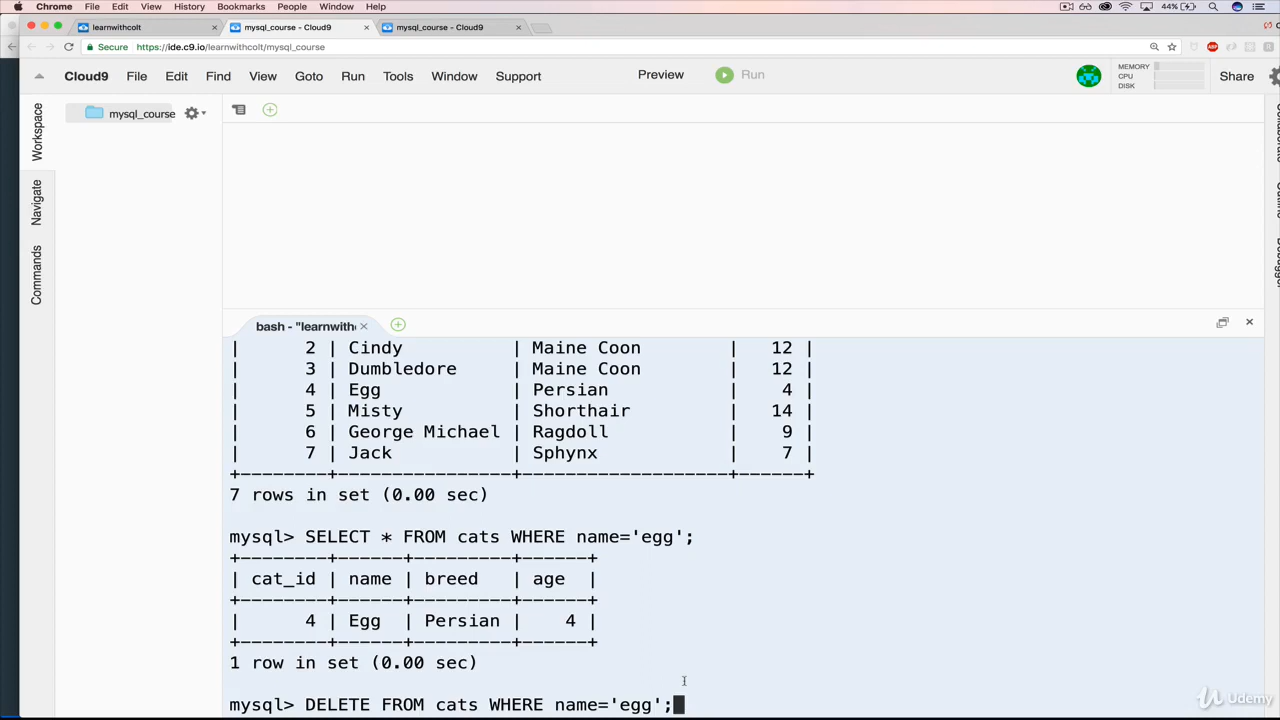 Chrome File Edit View History Bookmarks People Window Help 44%
learnwithcolt
mysql_course - Cloud9
mysql_course - Cloud9
Secure https://ide.c9.io/learnwithcolt/mysql_course
Cloud9 File Edit Find View Goto Run Tools Window Support Preview Run MEMORY CPU DISK Share
Workspace
Navigate
Commands
mysql_course
bash - "learnwith
| 2 | Cindy | Maine Coon | 12 |
| 3 | Dumbledore | Maine Coon | 12 |
| 4 | Egg | Persian | 4 |
| 5 | Misty | Shorthair | 14 |
| 6 | George Michael | Ragdoll | 9 |
| 7 | Jack | Sphynx | 7 |
+--------+----------------+--------------------+------+
7 rows in set (0.00 sec)
mysql> SELECT * FROM cats WHERE name='egg';
+--------+------+---------+------+
| cat_id | name | breed | age |
+--------+------+---------+------+
| 4 | Egg | Persian | 4 |
+--------+------+---------+------+
1 row in set (0.00 sec)
mysql> DELETE FROM cats WHERE name='egg';
Udemy